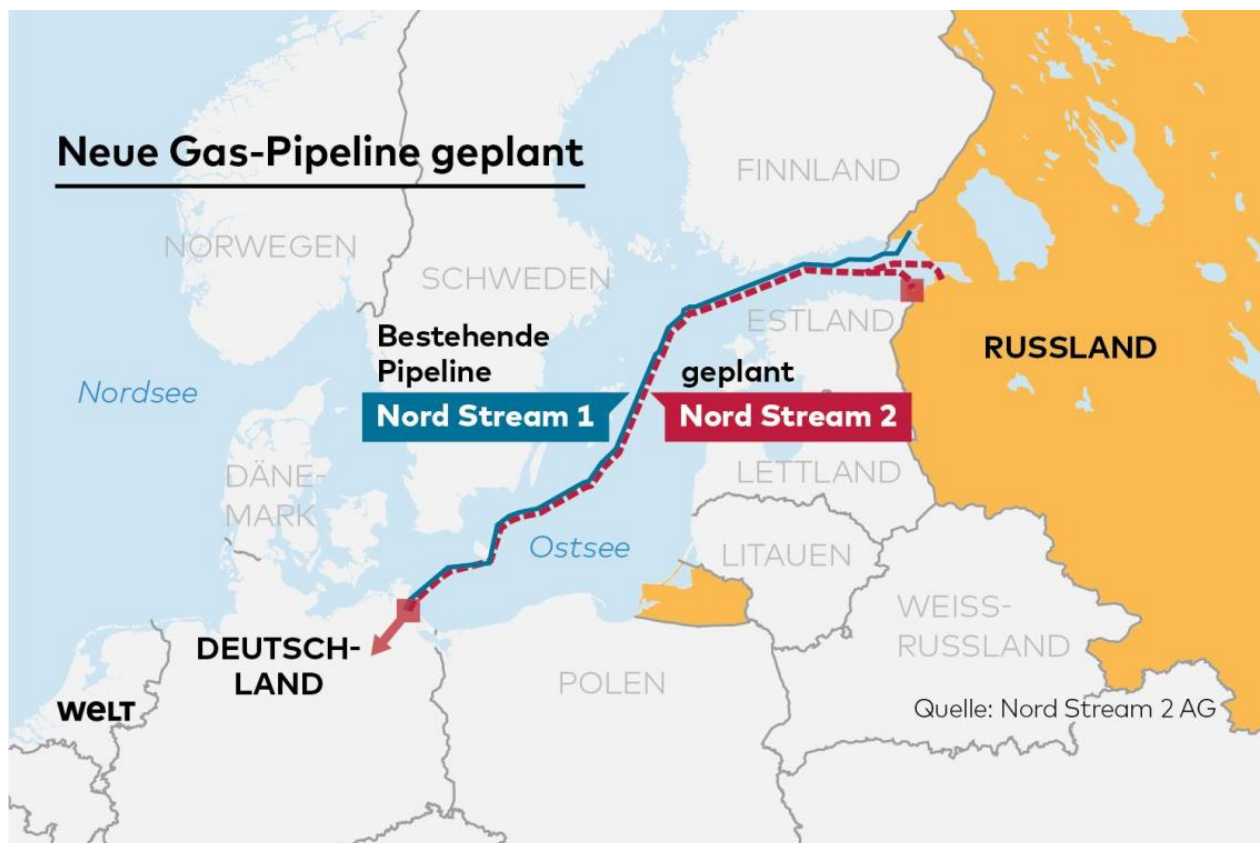 Neue Gas-Pipeline geplant
FINNLAND
NORWEGEN
SCHWEDEN
ESTLAND
RUSSLAND
Bestehende
Pipeline
Nord Stream 1
geplant
Nord Stream 2
Nordsee
DÄNE-
MARK
LETTLAND
Ostsee
LITAUEN
WEISS-
RUSSLAND
DEUTSCH-
LAND
POLEN
WELT
Quelle: Nord Stream 2 AG